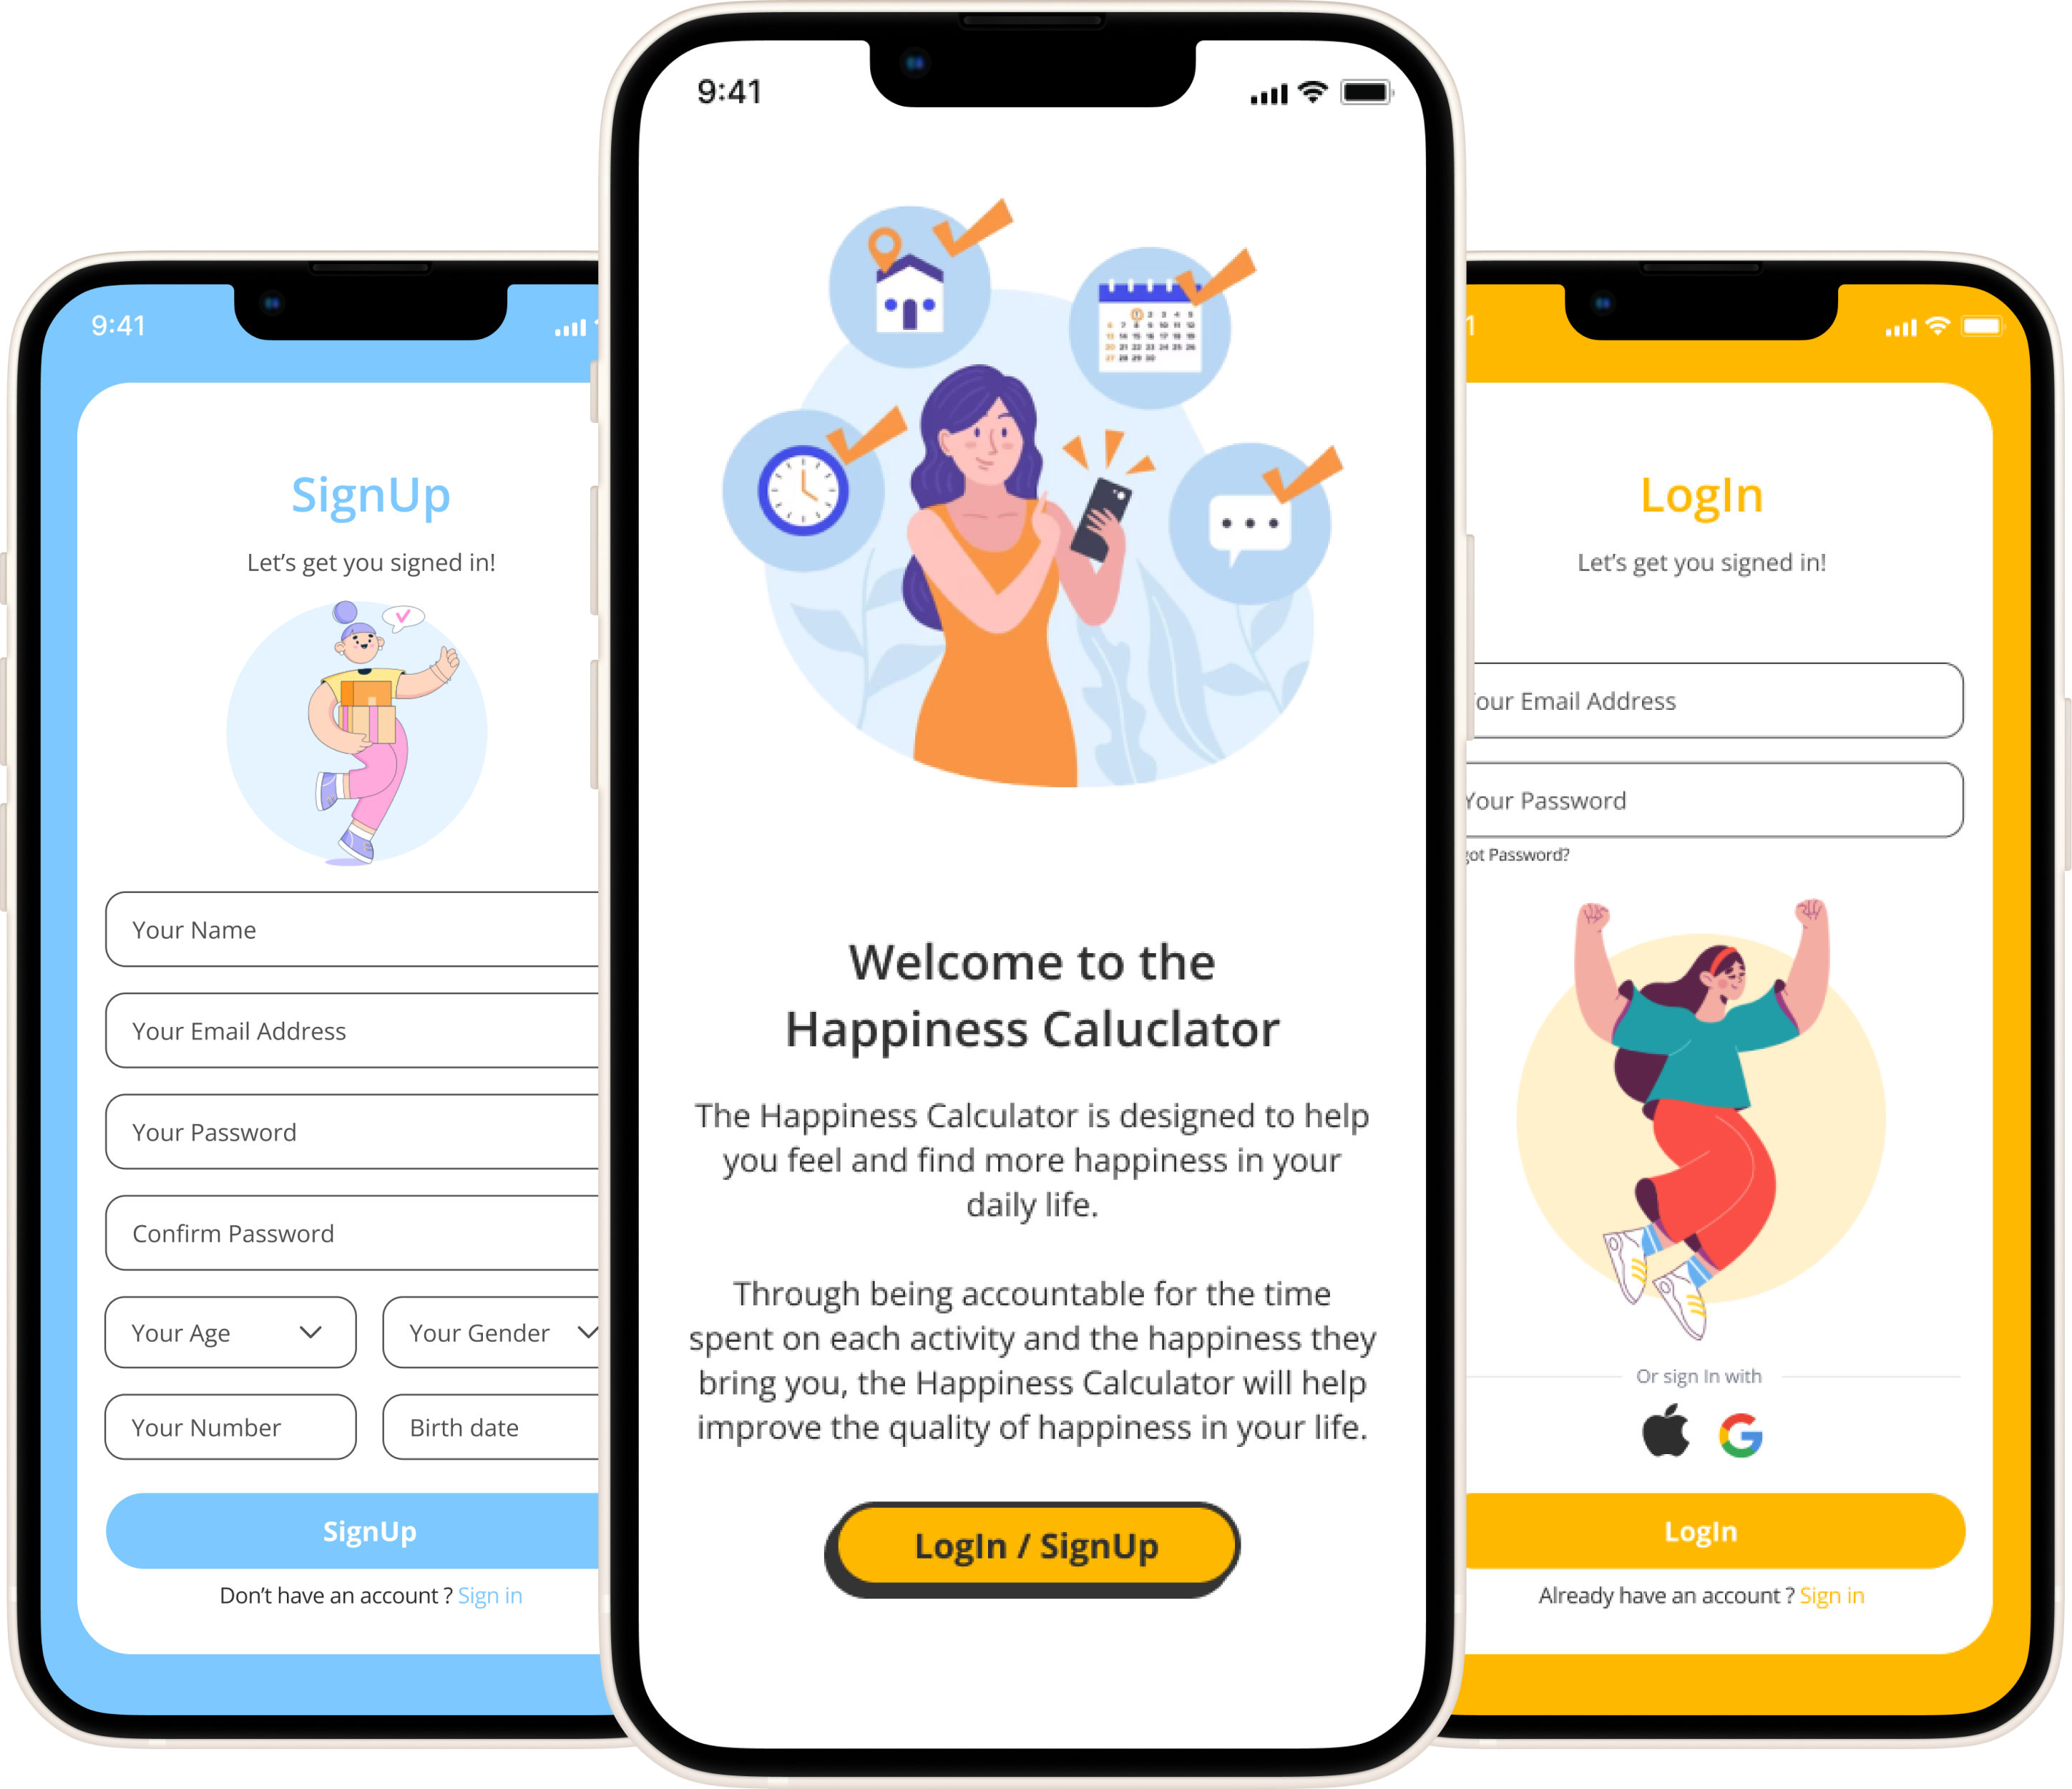 9:41
SignUp
Let's get you signed in!
Your Name
Your Email Address
Your Password
Confirm Password
Your Age
Your Gender
Your Number
Birth date
SignUp
Don't have an account ? Sign in
9:41
Welcome to the
Happiness Caluclator
The Happiness Calculator is designed to help
you feel and find more happiness in your
daily life.
Through being accountable for the time
spent on each activity and the happiness they
bring you, the Happiness Calculator will help
improve the quality of happiness in your life.
LogIn / SignUp
1
LogIn
Let's get you signed in!
our Email Address
Your Password
got Password?
Or sign In with
LogIn
Already have an account ? Sign in